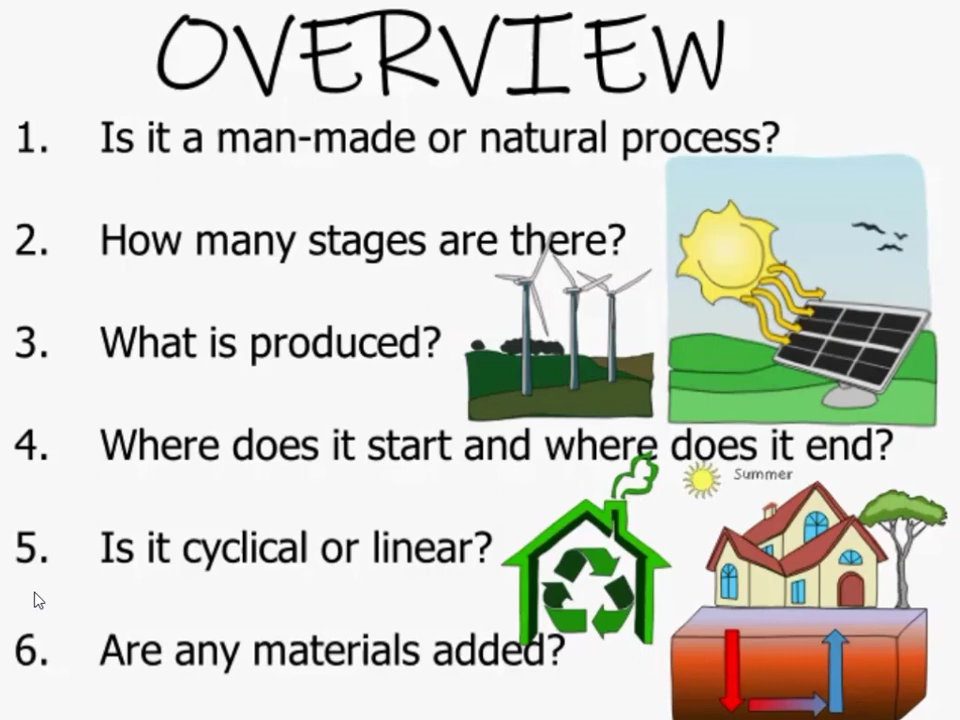 OVERVIEW
1. Is it a man-made or natural process?
2. How many stages are there?
3. What is produced?
4. Where does it start and where does it end?
Summer
5. Is it cyclical or linear?
6. Are any materials added?